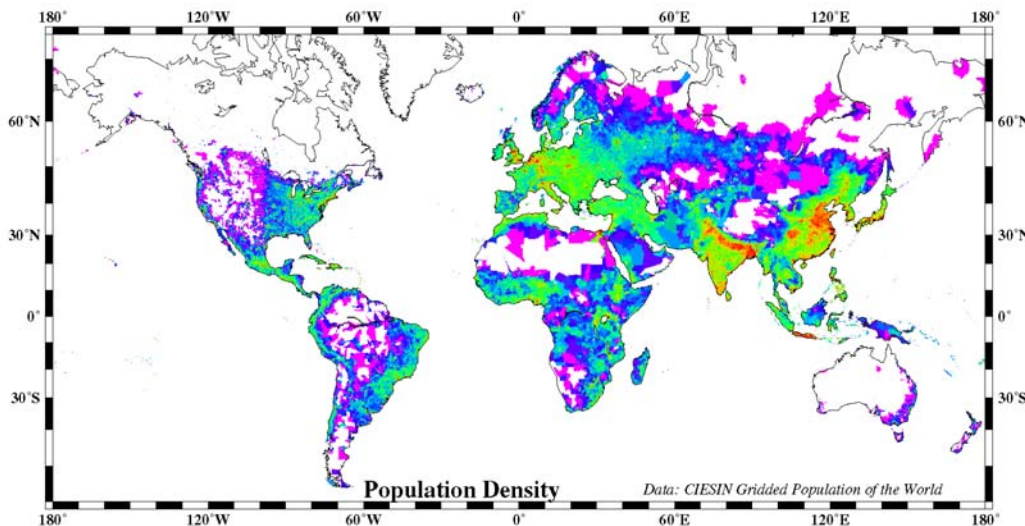 180° 120°W 60°W 0° 60°E 120°E 180°
60°N 60°N
30°N 30°N
0° 0°
30°S 30°S
Population Density Data: CIESIN Gridded Population of the World
180° 120°W 60°W 0° 60°E 120°E 180°